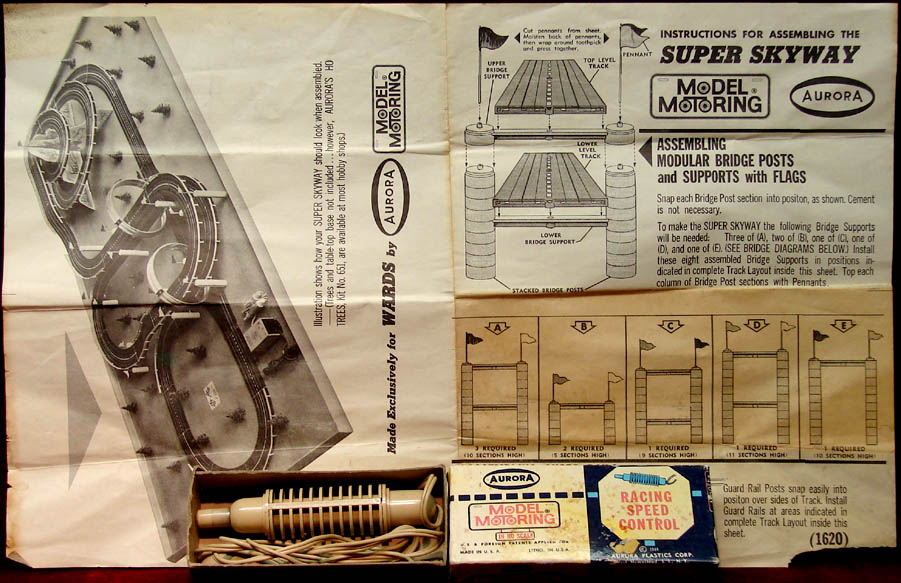 Illustration shows how your SUPER SKYWAY should look when assembled.
(Trees and table-top base not included ... however, AURORA'S HO
TREES, Kit No. 651, are available at most hobby shops.)
MODEL
MOTORING
AURORA
Made Exclusively for WARDS by
INSTRUCTIONS FOR ASSEMBLING THE
SUPER SKYWAY
MODEL
MOTORING
AURORA
Cut pennants from sheet.
Moisten back of pennants,
then wrap around toothpick
and press together.
PENNANT
UPPER
BRIDGE
SUPPORT
TOP LEVEL
TRACK
LOWER
LEVEL
TRACK
LOWER
BRIDGE SUPPORT
STACKED BRIDGE POSTS
ASSEMBLING
MODULAR BRIDGE POSTS
and SUPPORTS with FLAGS
Snap each Bridge Post section into positon, as shown. Cement
is not necessary.
To make the SUPER SKYWAY the following Bridge Supports
will be needed: Three of (A), two of (B), one of (C), one of
(D), and one of (E). (SEE BRIDGE DIAGRAMS BELOW.) Install
these eight assembled Bridge Supports in positions in-
dicated in complete Track Layout inside this sheet. Top each
column of Bridge Post sections with Pennants.
A
3 REQUIRED
(10 SECTIONS HIGH)
B
2 REQUIRED
(5 SECTIONS HIGH)
C
1 REQUIRED
(9 SECTIONS HIGH)
D
1 REQUIRED
(11 SECTIONS HIGH)
E
1 REQUIRED
(10 SECTIONS HIGH)
Guard Rail Posts snap easily into
positon over sides of Track. Install
Guard Rails at areas indicated in
complete Track Layout inside this
sheet.
(1620)
AURORA
MODEL
MOTORING
IN HO SCALE
U.S. & FOREIGN PATENTS APPLIED FOR
MADE IN U.S.A. LITHO. IN U.S.A.
RACING
SPEED
CONTROL
AURORA PLASTICS CORP.